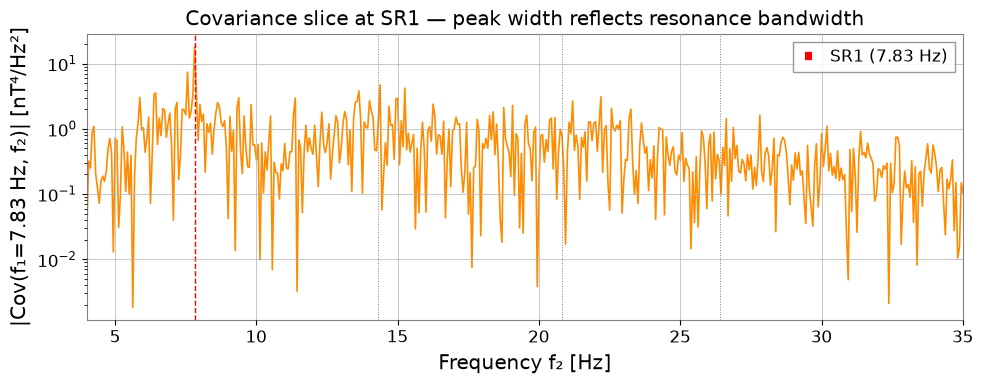 Covariance slice at SR1 — peak width reflects resonance bandwidth
|Cov(f₁=7.83 Hz, f₂)| [nT⁴/Hz²]
SR1 (7.83 Hz)
10¹
10⁰
10⁻¹
10⁻²
5 10 15 20 25 30 35
Frequency f₂ [Hz]